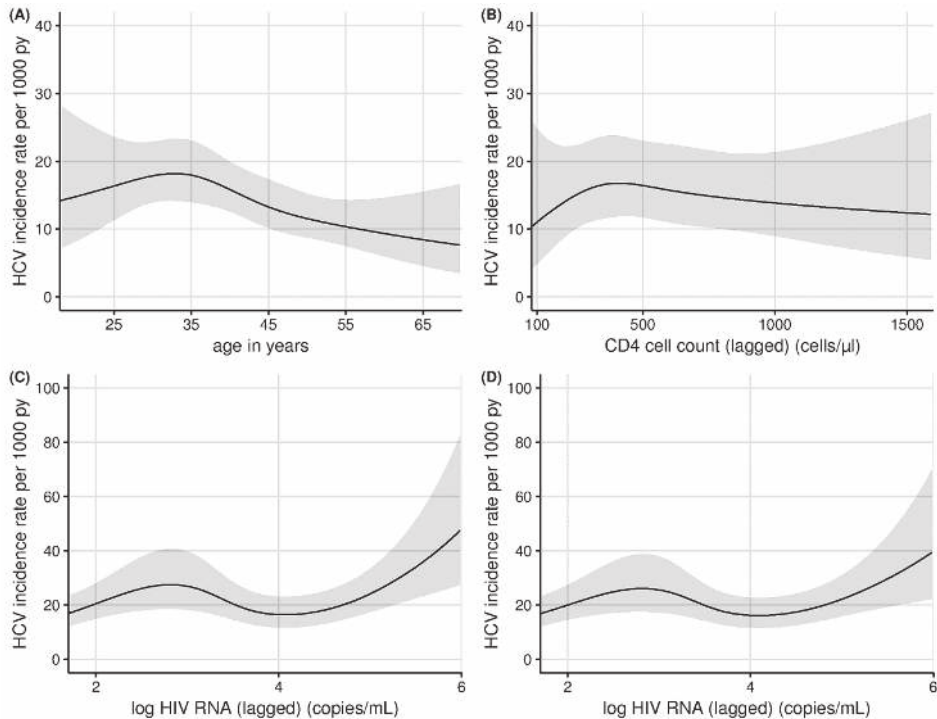 (A)
HCV incidence rate per 1000 py
40
30
20
10
0
25 35 45 55 65
age in years
(B)
HCV incidence rate per 1000 py
40
30
20
10
0
100 500 1000 1500
CD4 cell count (lagged) (cells/µl)
(C)
HCV incidence rate per 1000 py
100
80
60
40
20
0
2 4 6
log HIV RNA (lagged) (copies/mL)
(D)
HCV incidence rate per 1000 py
100
80
60
40
20
0
2 4 6
log HIV RNA (lagged) (copies/mL)